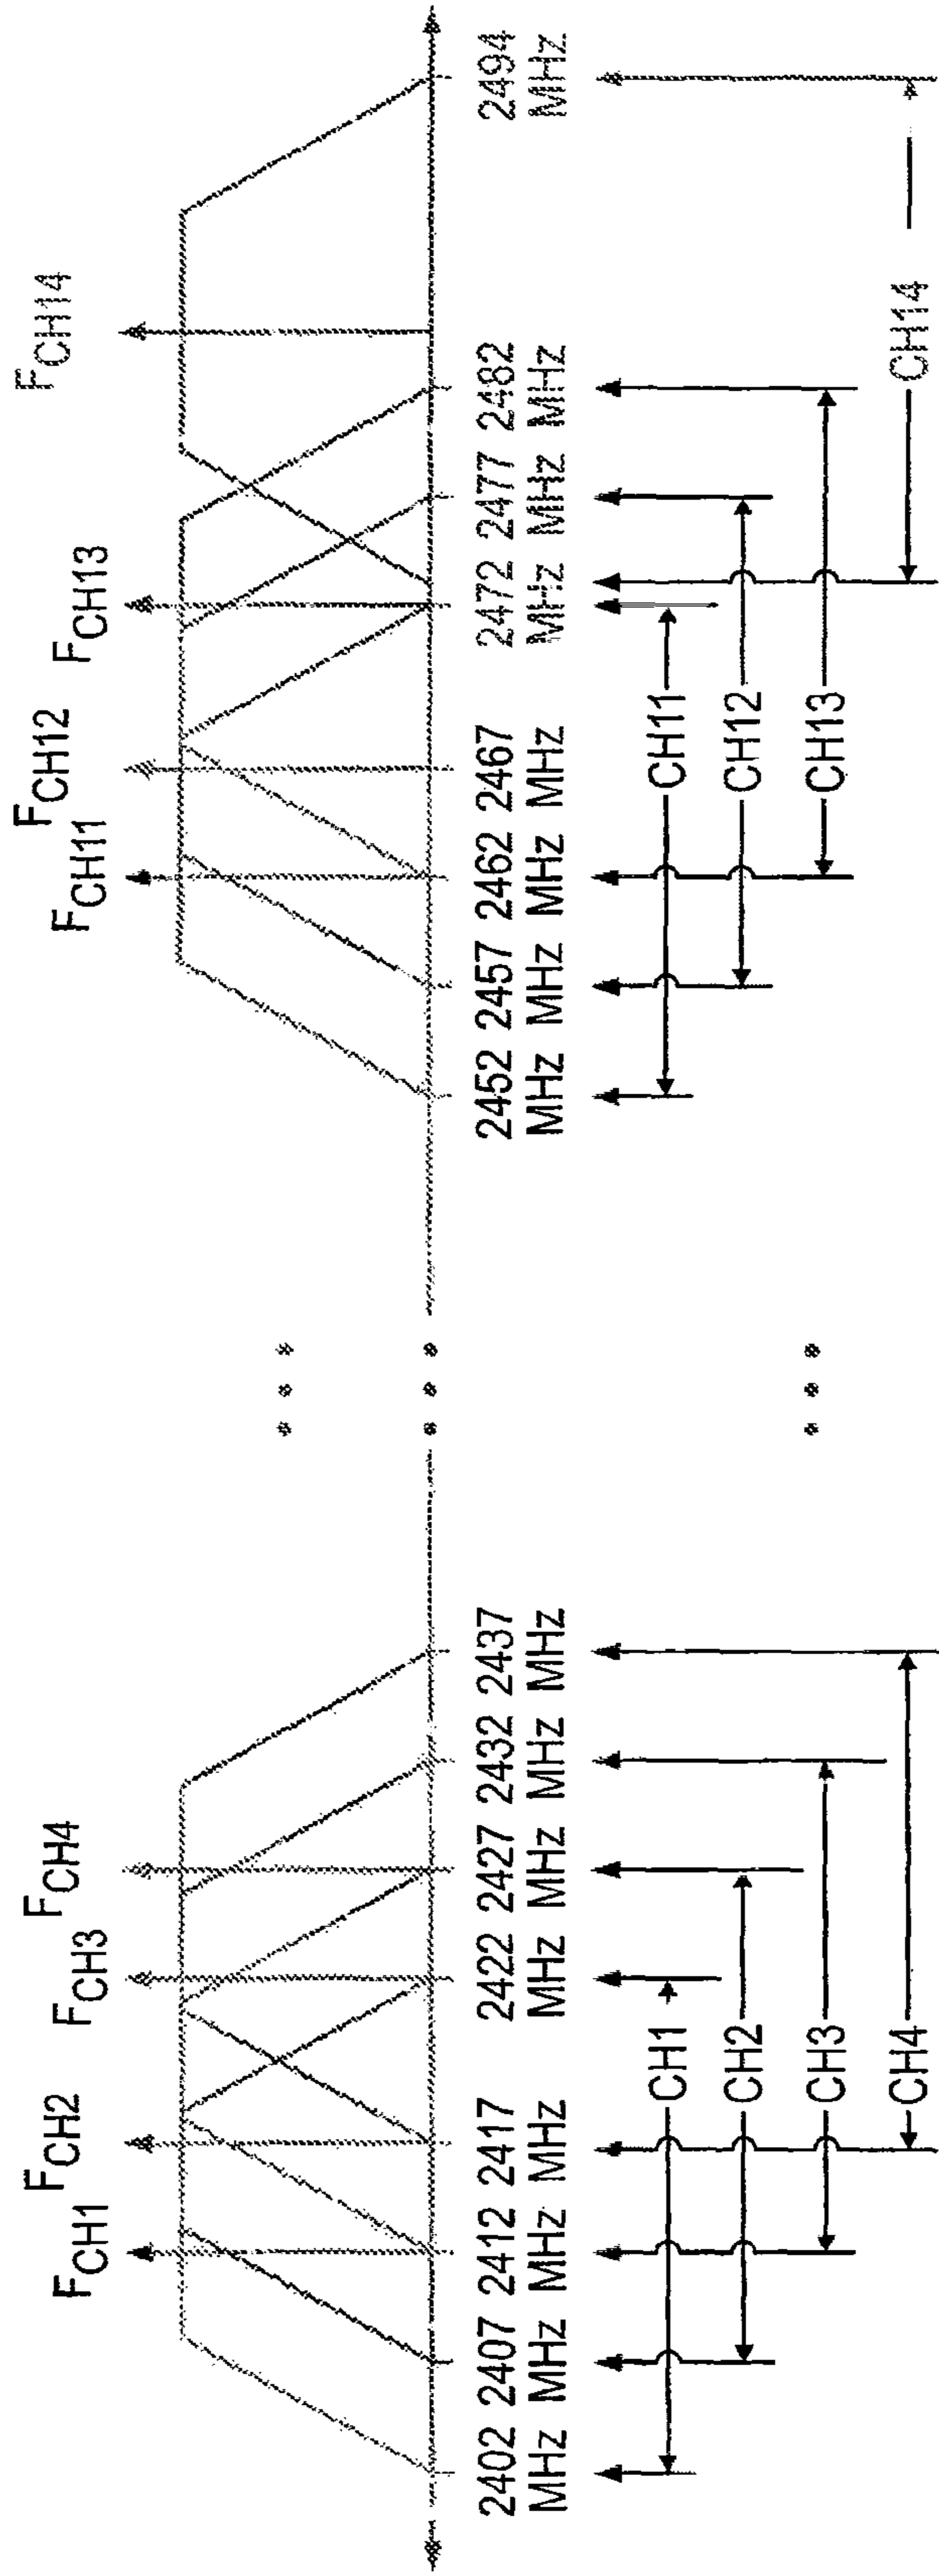 F_CH1 F_CH2 F_CH3 F_CH4 F_CH11 F_CH12 F_CH13 F_CH14
2402 2407 2412 2417 2422 2427 2432 2437 2452 2457 2462 2467 2472 2477 2482 2494
MHz MHz MHz MHz MHz MHz MHz MHz MHz MHz MHz MHz MHz MHz MHz MHz
CH1 CH11
CH2 CH12
CH3 CH13
CH4 CH14